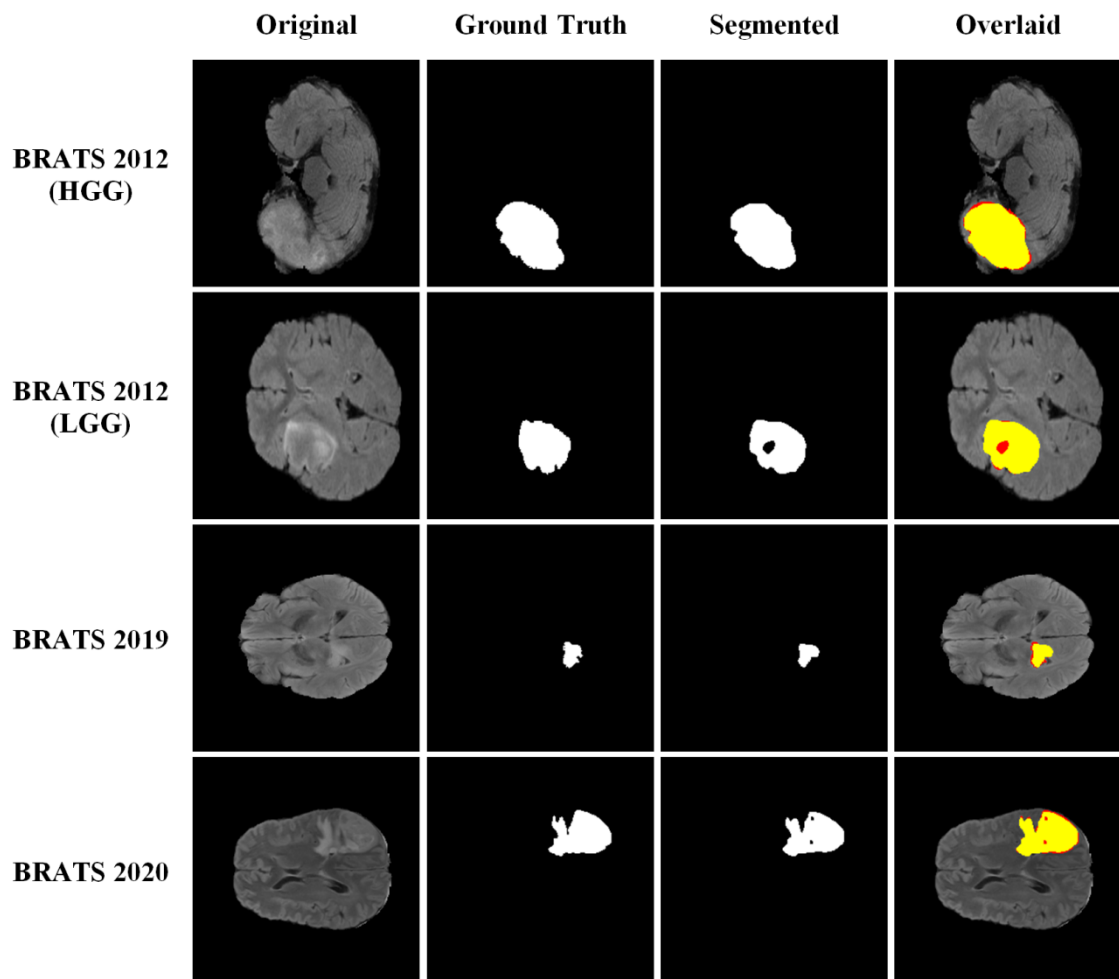 Original Ground Truth Segmented Overlaid
BRATS 2012
(HGG)
BRATS 2012
(LGG)
BRATS 2019
BRATS 2020